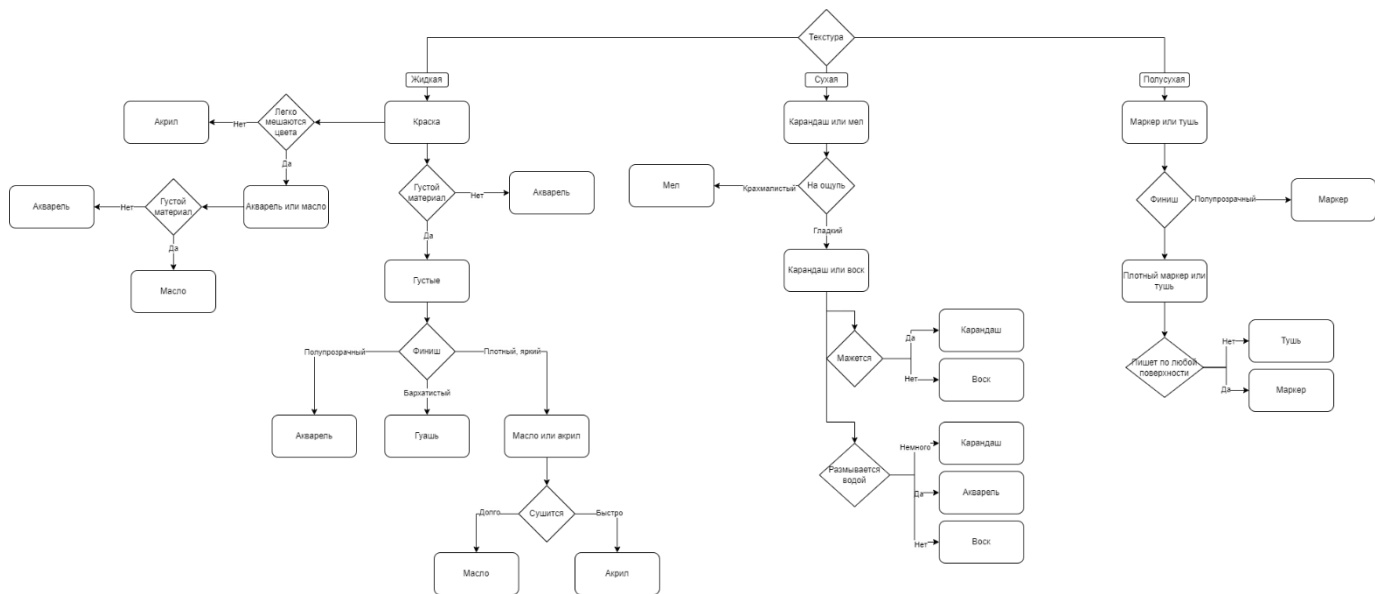 Текстура
Жидкая
Сухая
Полусухая
Акрил
Нет
Легко
мешаются
цвета
Краска
Карандаш или мел
Маркер или тушь
Да
Акварель
Нет
Густой
материал
Акварель или масло
Густой
материал
Нет
Акварель
Мел
Крахмалистый
На ощупь
Финиш
Полупрозрачный
Маркер
Да
Да
Гладкий
Масло
Густые
Карандаш или воск
Плотный маркер или
тушь
Полупрозрачный
Финиш
Плотный, яркий
Мажется
Да
Карандаш
Нет
Воск
Пишет по любой
поверхности
Нет
Тушь
Да
Маркер
Бархатистый
Акварель
Гуашь
Масло или акрил
Размывается
водой
Немного
Карандаш
Да
Акварель
Нет
Воск
Долго
Сушится
Быстро
Масло
Акрил